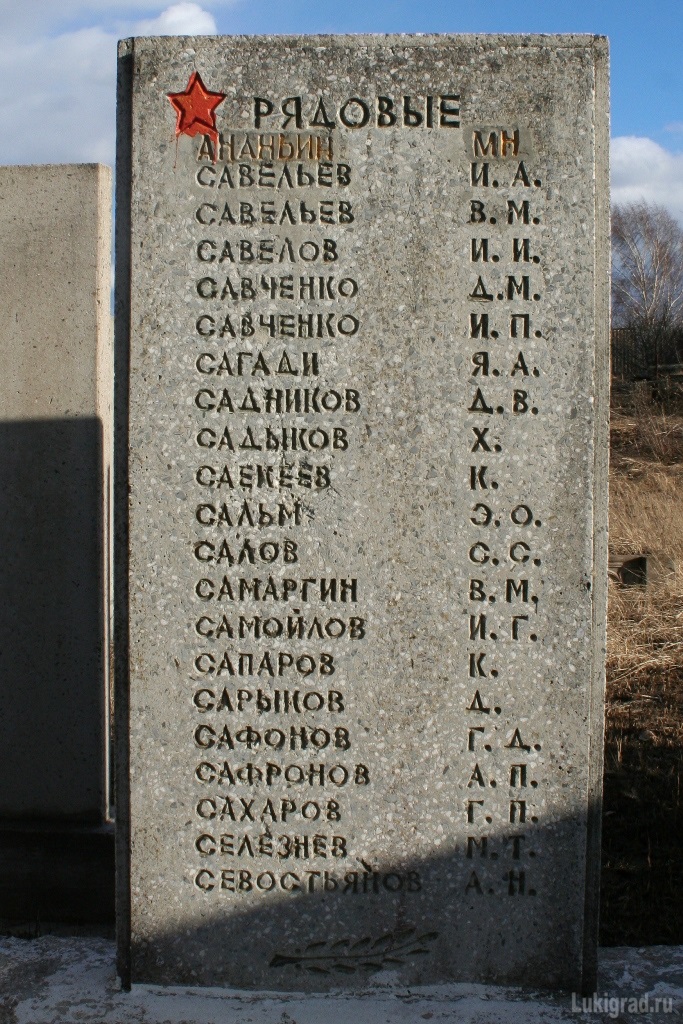 РЯДОВЫЕ
АНАНЬИН МН
САВЕЛЬЕВ И. А.
САВЕЛЬЕВ В. М.
САВЕЛОВ И. И.
САВЧЕНКО Д. М.
САВЧЕНКО И. П.
САГАДИ Я. А.
САДНИКОВ Д. В.
САДЫКОВ Х.
САЕКЕЕВ К.
САЛЬМ Э. О.
САЛОВ С. С.
САМАРГИН В. М.
САМОЙЛОВ И. Г.
САПАРОВ К.
САРЫКОВ Д.
САФОНОВ Г. Д.
САФРОНОВ А. П.
САХАРОВ Г. П.
СЕЛЕЗНЕВ М. Т.
СЕВОСТЬЯНОВ А. Н.
Lukigrad.ru